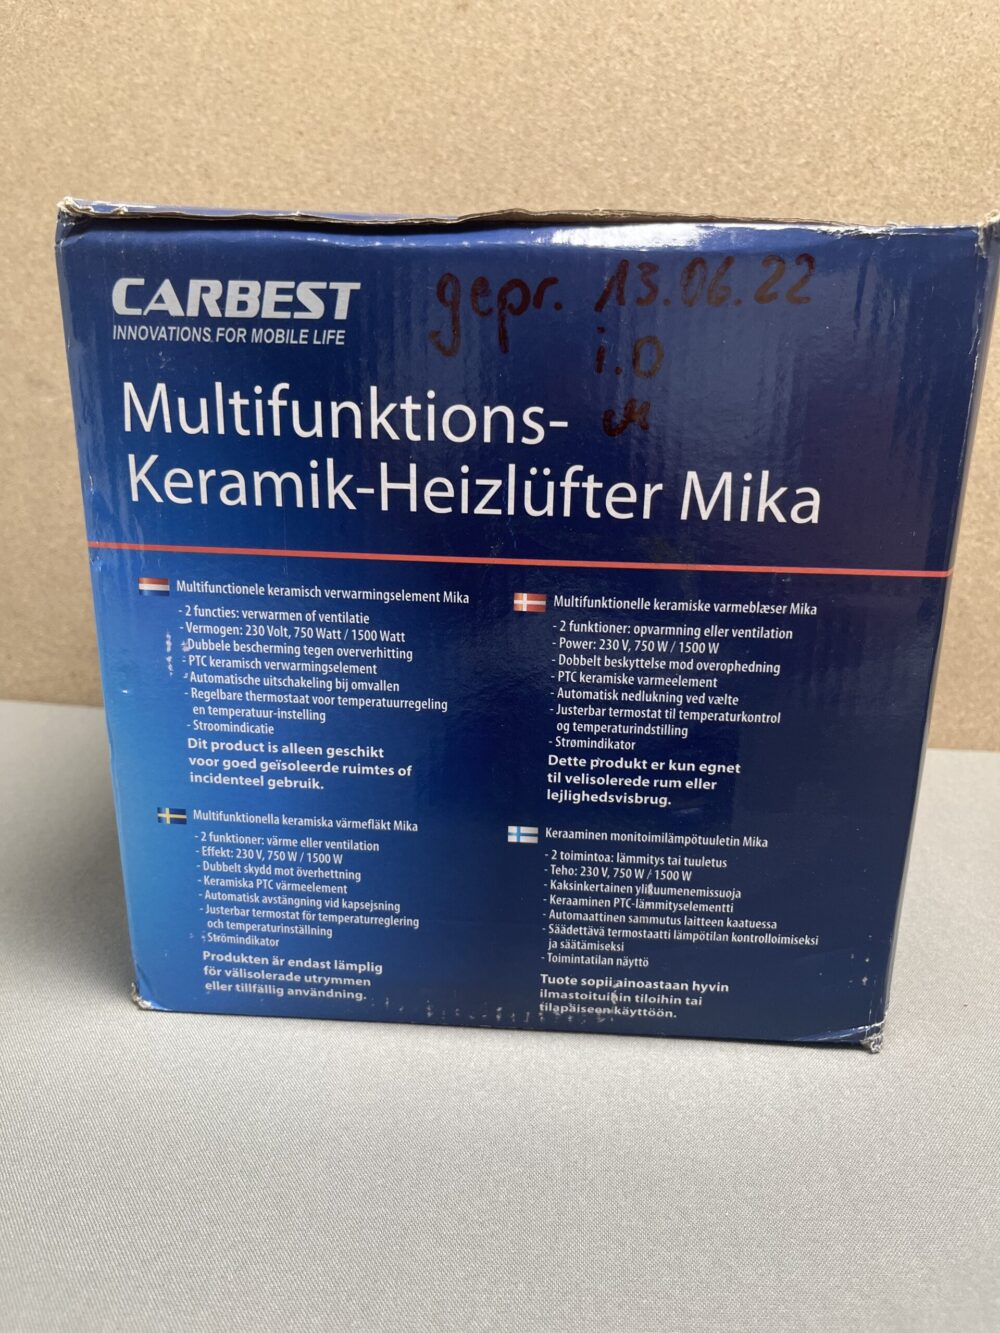 CARBEST
INNOVATIONS FOR MOBILE LIFE
gepr. 13.06.22
i.O
Multifunktions-
Keramik-Heizlüfter Mika
Multifunctionele keramisch verwarmingselement Mika
- 2 functies: verwarmen of ventilatie
- Vermogen: 230 Volt, 750 Watt / 1500 Watt
- Dubbele bescherming tegen oververhitting
- PTC keramisch verwarmingselement
- Automatische uitschakeling bij omvallen
- Regelbare thermostaat voor temperatuurregeling
en temperatuur-instelling
- Stroomindicatie
Dit product is alleen geschikt
voor goed geïsoleerde ruimtes of
incidenteel gebruik.
Multifunktionelle keramiske varmeblæser Mika
- 2 funktioner: opvarmning eller ventilation
- Power: 230 V, 750 W / 1500 W
- Dobbelt beskyttelse mod overophedning
- PTC keramiske varmeelement
- Automatisk nedlukning ved vælte
- Justerbar termostat til temperaturkontrol
og temperaturindstilling
- Strømindikator
Dette produkt er kun egnet
til velisolerede rum eller
lejlighedsvisbrug.
Multifunktionella keramiska värmefläkt Mika
- 2 funktioner: värme eller ventilation
- Effekt: 230 V, 750 W / 1500 W
- Dubbelt skydd mot överhettning
- Keramiska PTC värmeelement
- Automatisk avstängning vid kapsejsning
- Justerbar termostat för temperaturreglering
och temperaturinställning
- Strömindikator
Produkten är endast lämplig
för välisolerade utrymmen
eller tillfällig användning.
Keraaminen monitoimilämpötuuletin Mika
- 2 toimintoa: lämmitys tai tuuletus
- Teho: 230 V, 750 W / 1500 W
- Kaksinkertainen ylikuumenemissuoja
- Keraaminen PTC-lämmityselementti
- Automaattinen sammutus laitteen kaatuessa
- Säädettävä termostaatti lämpötilan kontrolloimiseksi
ja säätämiseksi
- Toimintatilan näyttö
Tuote sopii ainoastaan hyvin
ilmastoituihin tiloihin tai
tilapäiseen käyttöön.